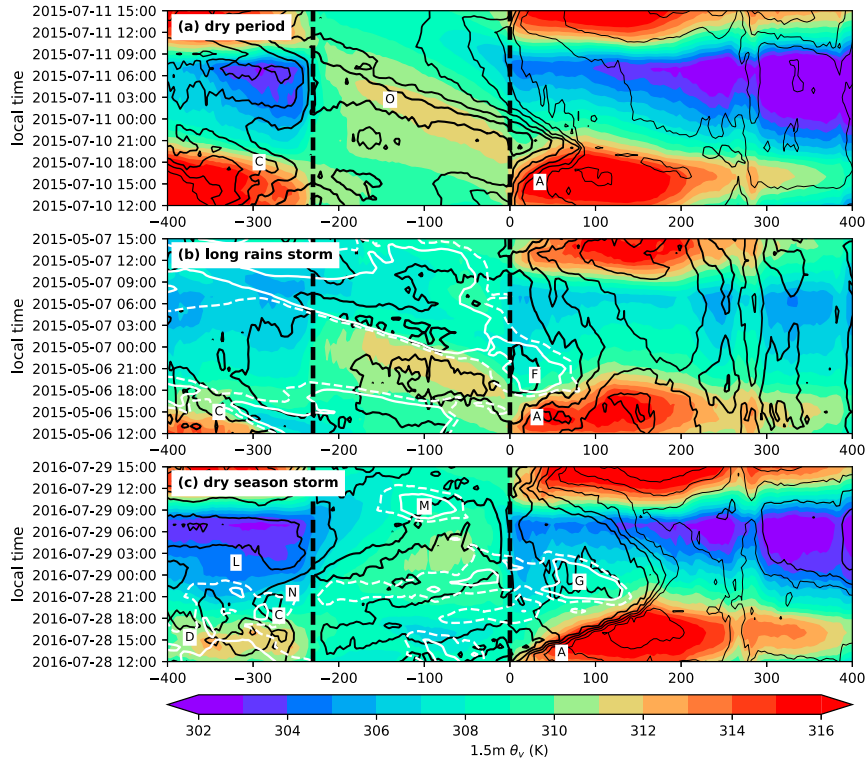 2015-07-11 15:00
2015-07-11 12:00
2015-07-11 09:00
2015-07-11 06:00
2015-07-11 03:00
2015-07-11 00:00
2015-07-10 21:00
2015-07-10 18:00
2015-07-10 15:00
2015-07-10 12:00
local time
(a) dry period
O
C
A
−400 −300 −200 −100 0 100 200 300 400
2015-05-07 15:00
2015-05-07 12:00
2015-05-07 09:00
2015-05-07 06:00
2015-05-07 03:00
2015-05-07 00:00
2015-05-06 21:00
2015-05-06 18:00
2015-05-06 15:00
2015-05-06 12:00
local time
(b) long rains storm
F
C
A
−400 −300 −200 −100 0 100 200 300 400
2016-07-29 15:00
2016-07-29 12:00
2016-07-29 09:00
2016-07-29 06:00
2016-07-29 03:00
2016-07-29 00:00
2016-07-28 21:00
2016-07-28 18:00
2016-07-28 15:00
2016-07-28 12:00
local time
(c) dry season storm
M
L
G
N
C
D
A
−400 −300 −200 −100 0 100 200 300 400
302 304 306 308 310 312 314 316
1.5m θv (K)